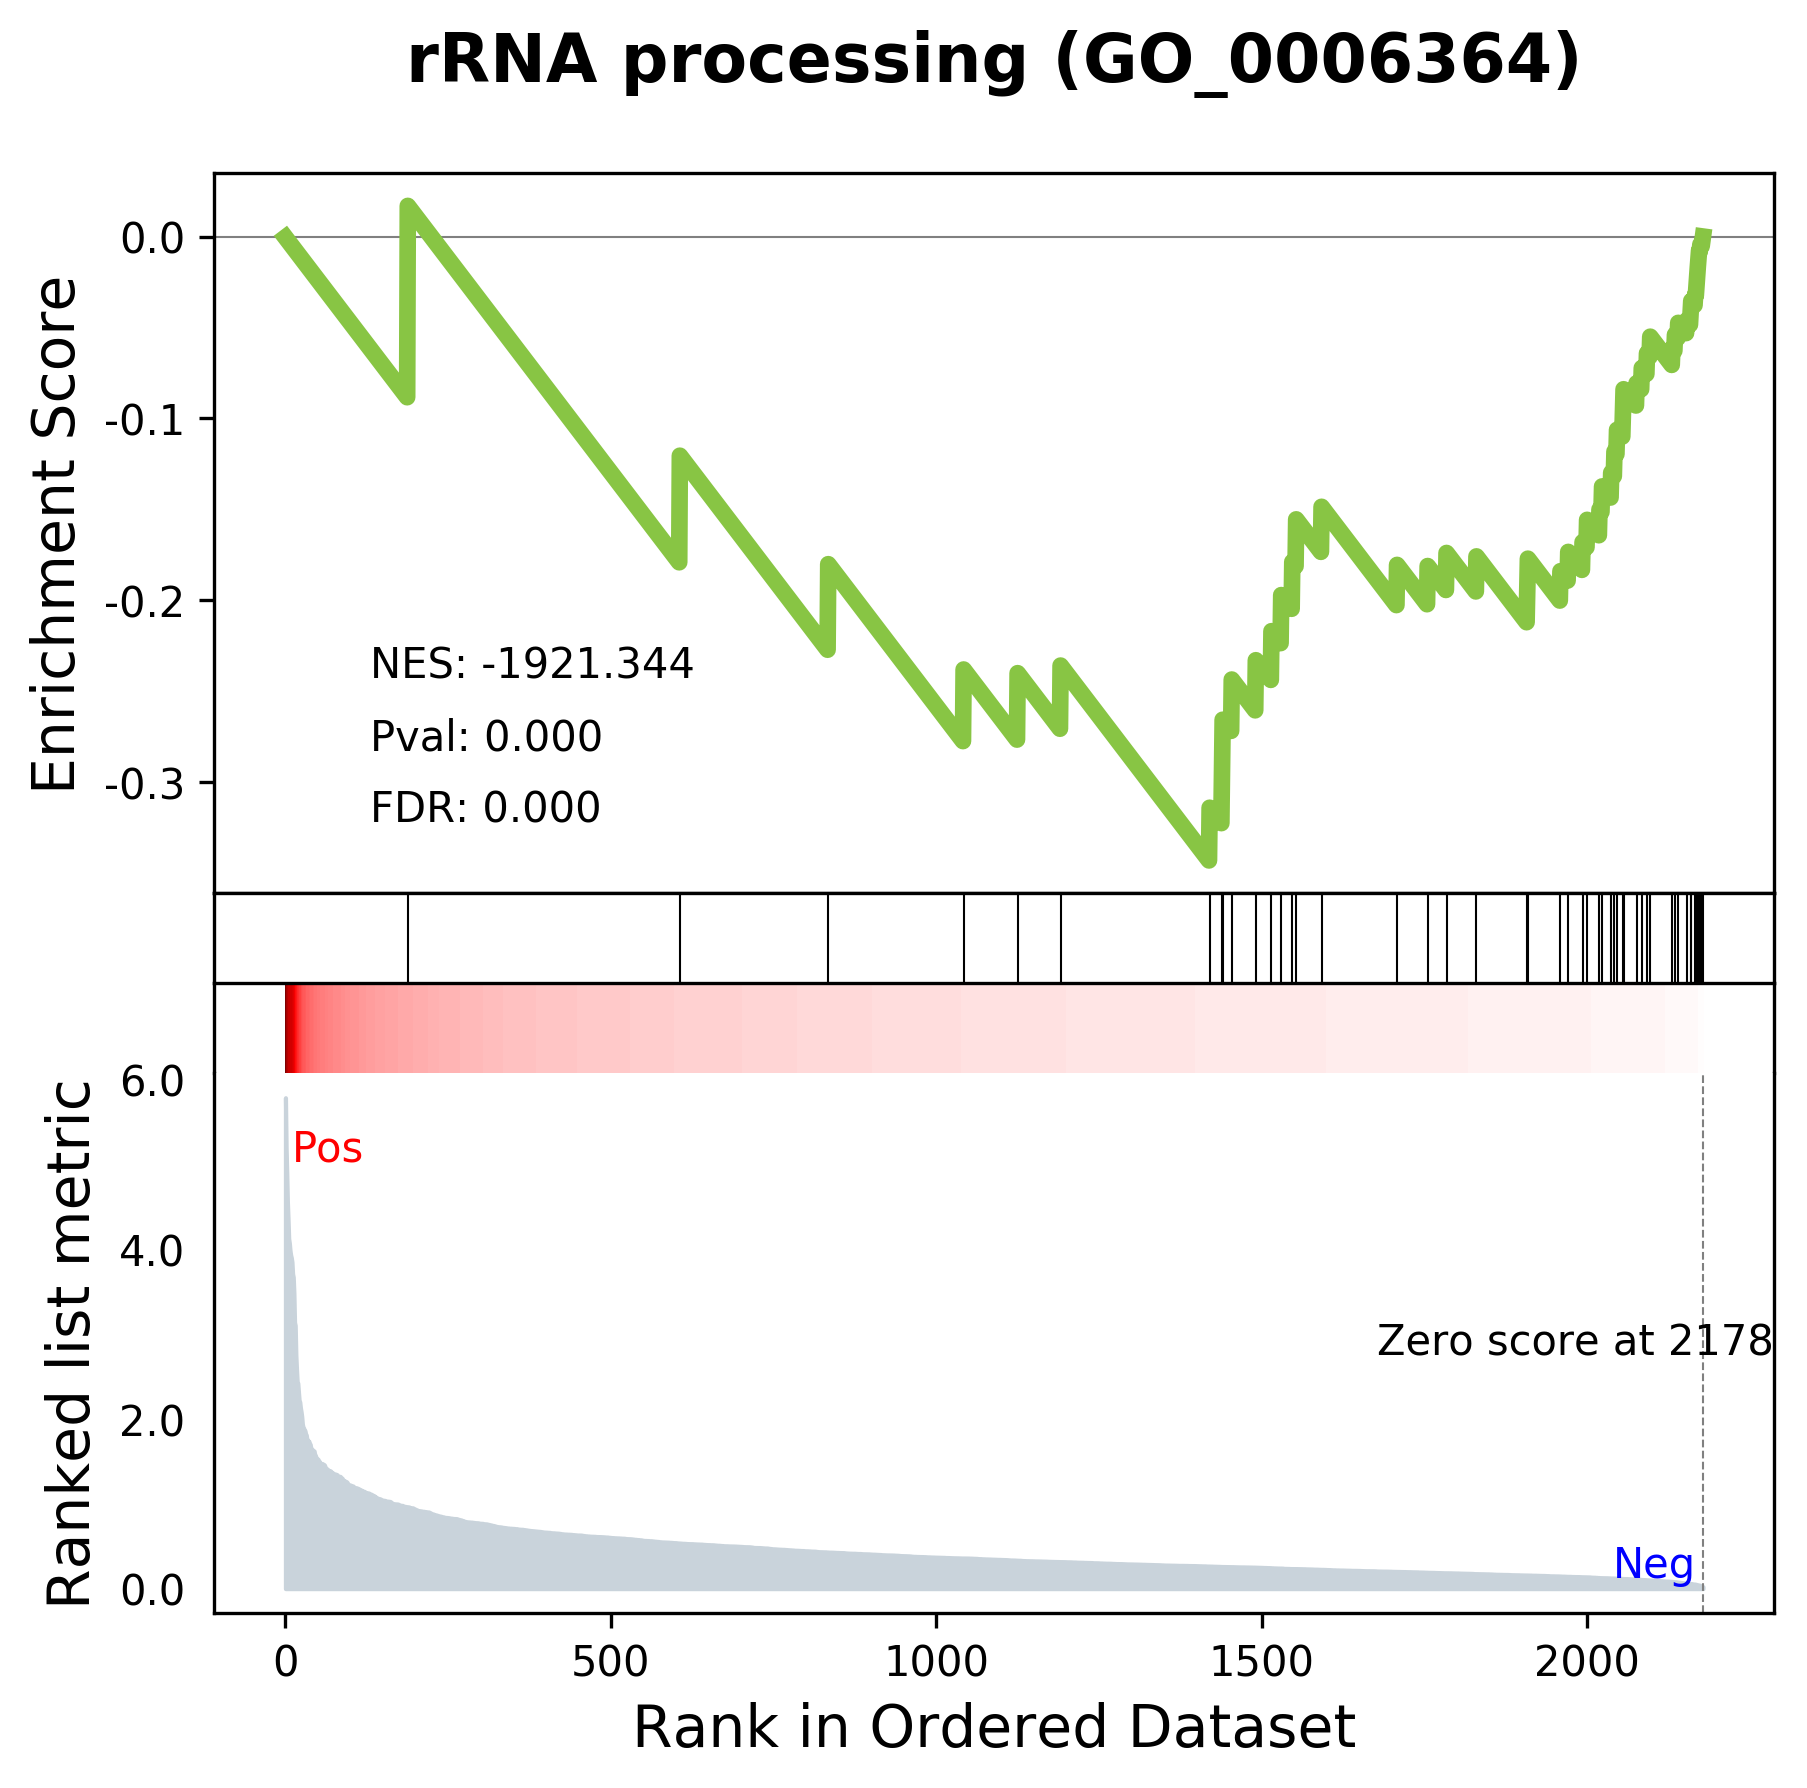 rRNA processing (GO_0006364)
Enrichment Score
0.0
-0.1
-0.2
-0.3
NES: -1921.344
Pval: 0.000
FDR: 0.000
Ranked list metric
6.0
4.0
2.0
0.0
Pos
Zero score at 2178
Neg
0 500 1000 1500 2000
Rank in Ordered Dataset